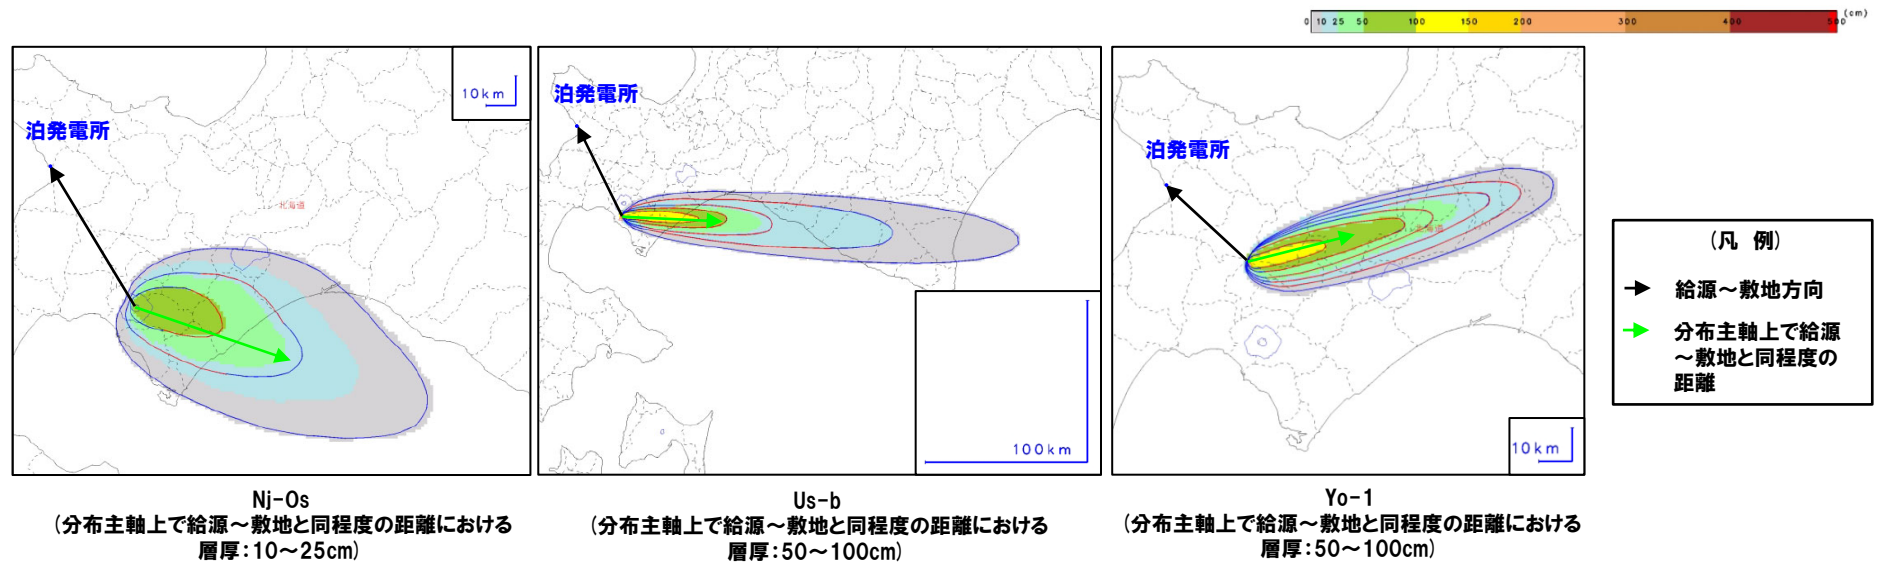 0 10 25 50 100 150 200 300 400 500 (cm)
10km
泊発電所
北海道
泊発電所
100km
泊発電所
北海道
10km
(凡 例)
給源～敷地方向
分布主軸上で給源
～敷地と同程度の
距離
Nj-Os
(分布主軸上で給源～敷地と同程度の距離における
層厚：10～25cm)
Us-b
(分布主軸上で給源～敷地と同程度の距離における
層厚：50～100cm)
Yo-1
(分布主軸上で給源～敷地と同程度の距離における
層厚：50～100cm)